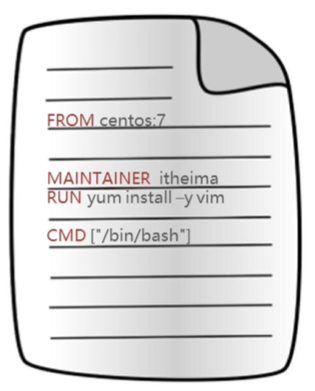 FROM centos:7
MAINTAINER itheima
RUN yum install –y vim
CMD ["/bin/bash"]